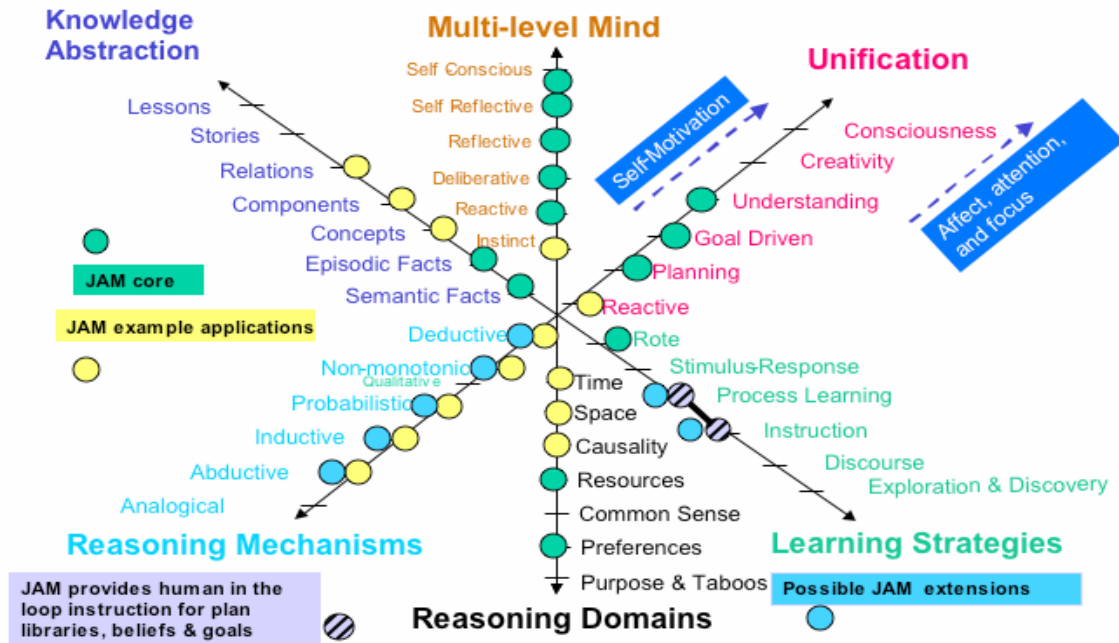 Knowledge
Abstraction
Multi-level Mind
Unification
Self Conscious
Self Reflective
Reflective
Deliberative
Reactive
Instinct
Lessons
Stories
Relations
Components
Concepts
Episodic Facts
Semantic Facts
Self-Motivation
Affect, attention,
and focus
Consciousness
Creativity
Understanding
Goal Driven
Planning
Reactive
JAM core
JAM example applications
Deductive
Non-monotonic
Qualitative
Probabilistic
Inductive
Abductive
Analogical
Reasoning Mechanisms
Time
Space
Causality
Resources
Common Sense
Preferences
Purpose & Taboos
Reasoning Domains
Rote
Stimulus-Response
Process Learning
Instruction
Discourse
Exploration & Discovery
Learning Strategies
JAM provides human in the
loop instruction for plan
libraries, beliefs & goals
Possible JAM extensions